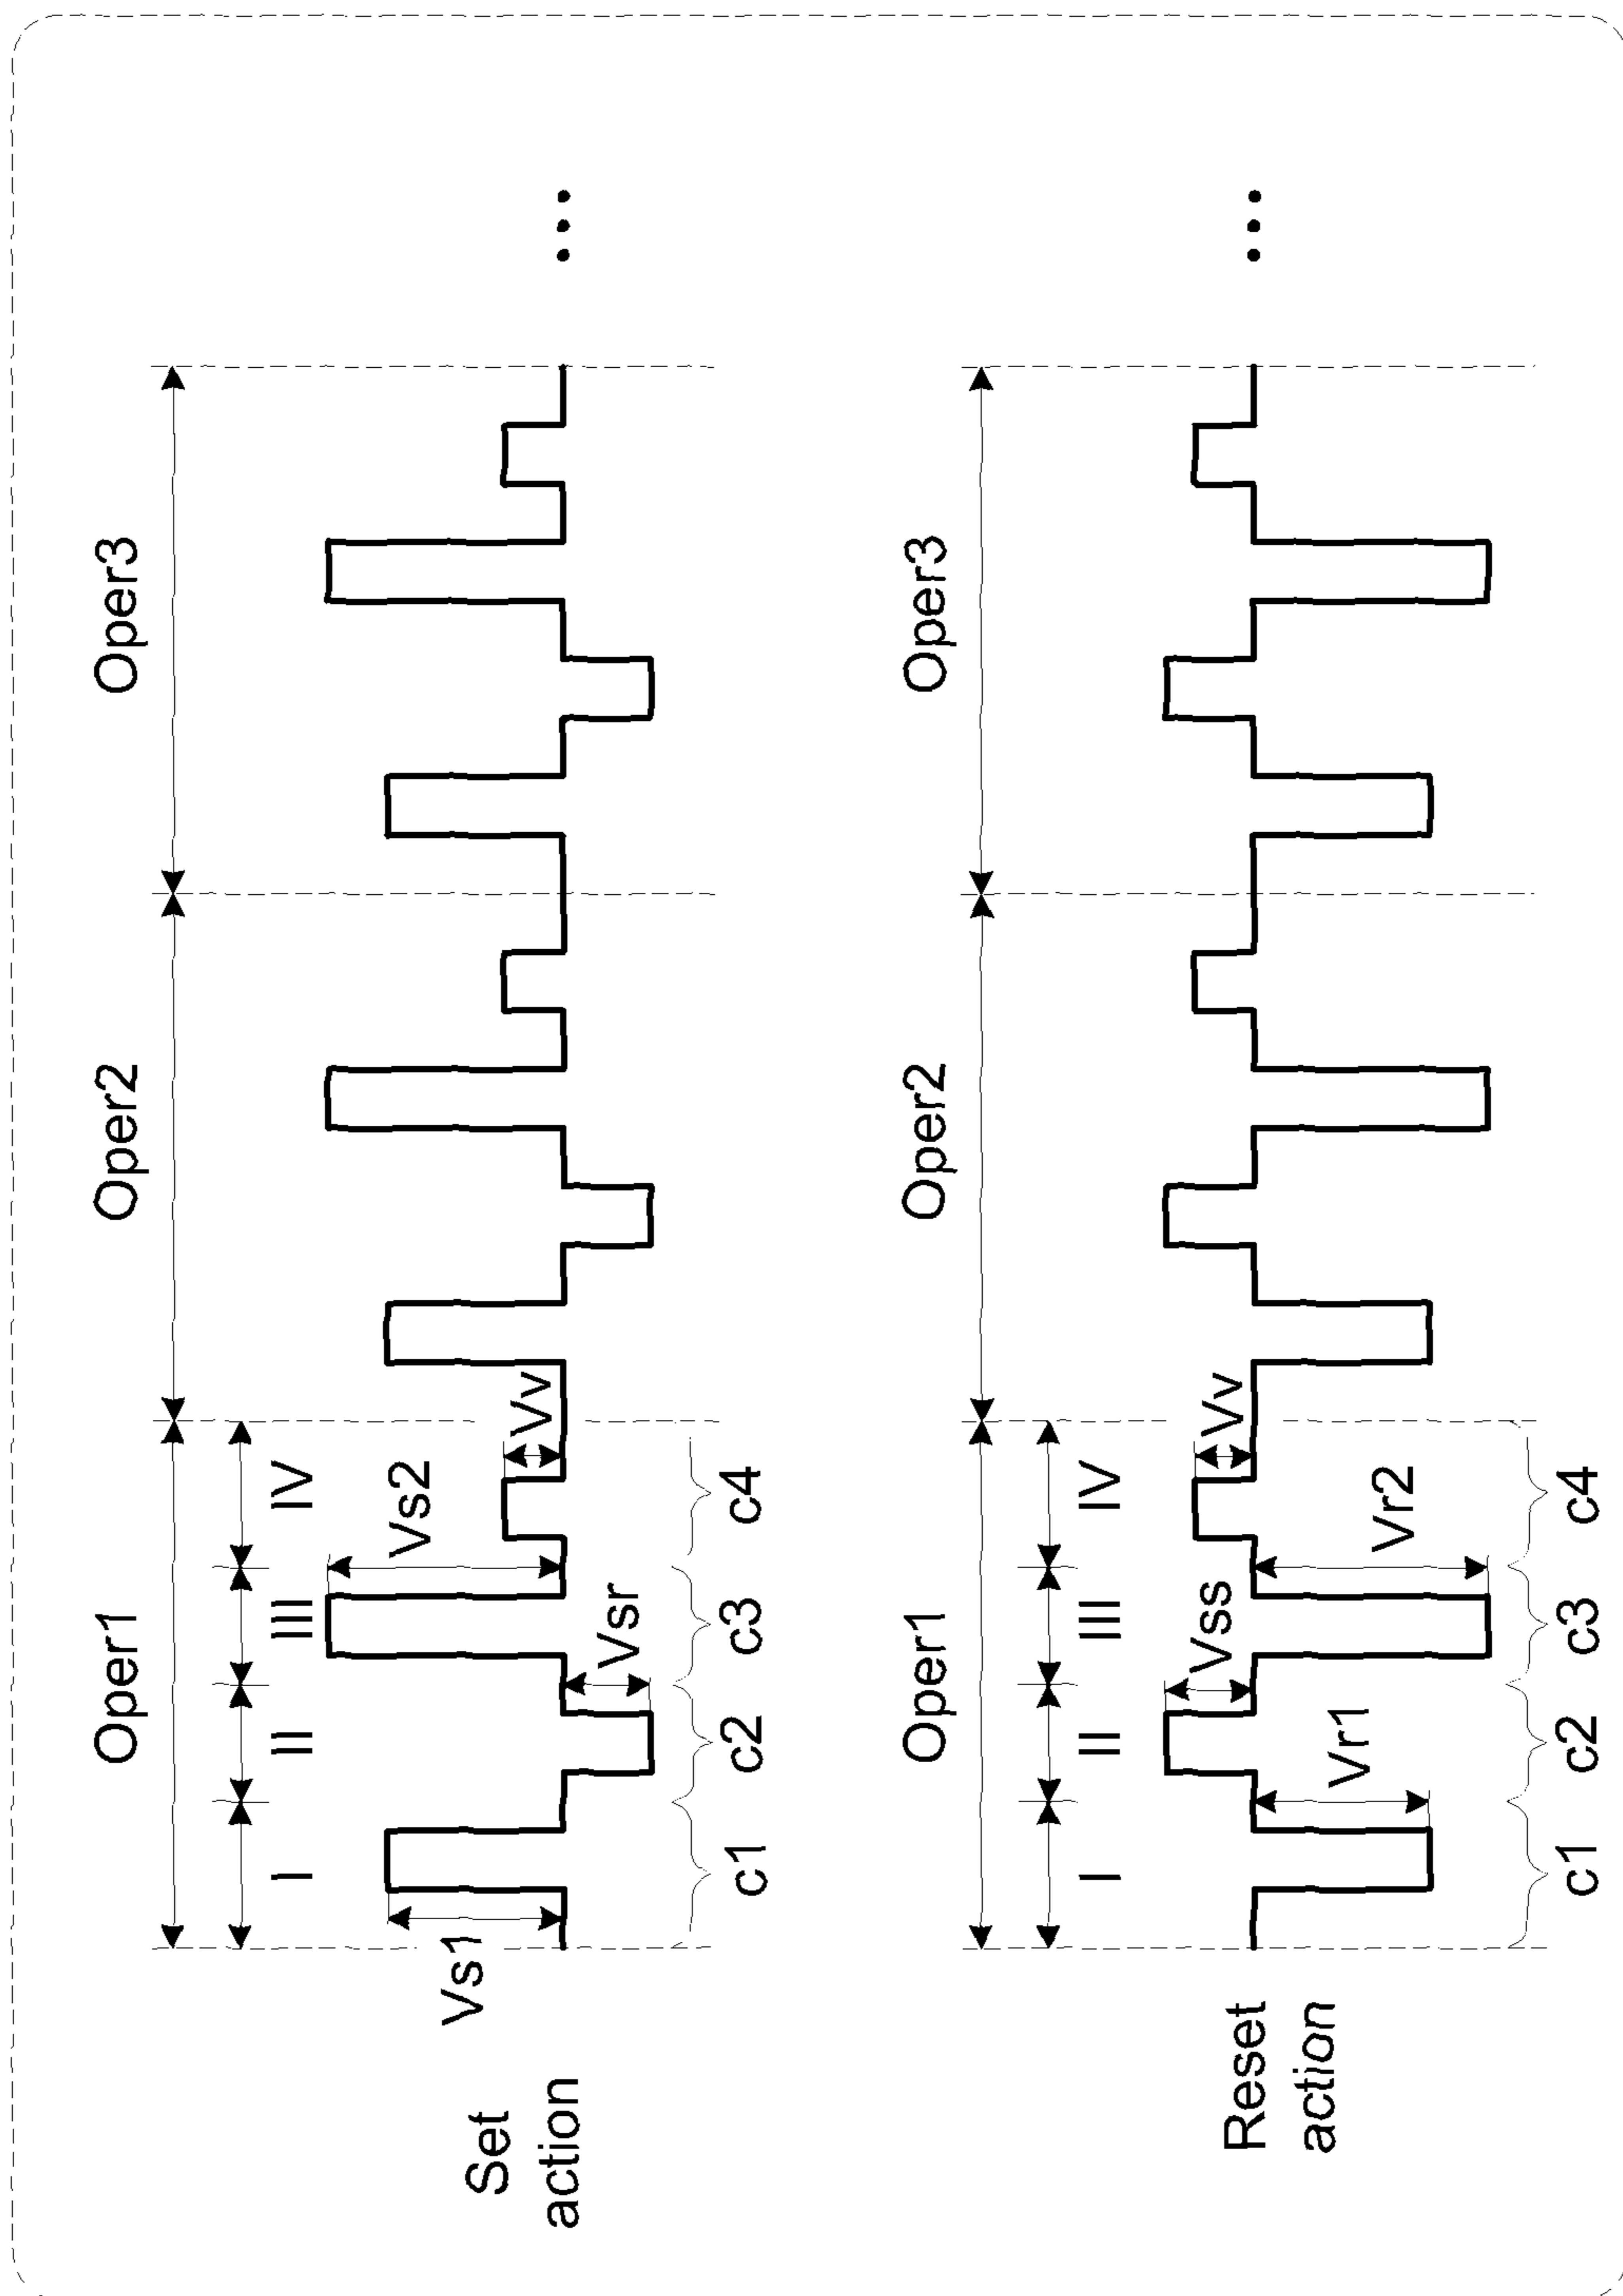 Oper1 Oper2 Oper3
I II III IV
Vs1 Vs2 Vv
Vsr
Set
action
c1 c2 c3 c4
Oper1 Oper2 Oper3
I II III IV
Vss Vv
Vr1 Vr2
Reset
action
c1 c2 c3 c4